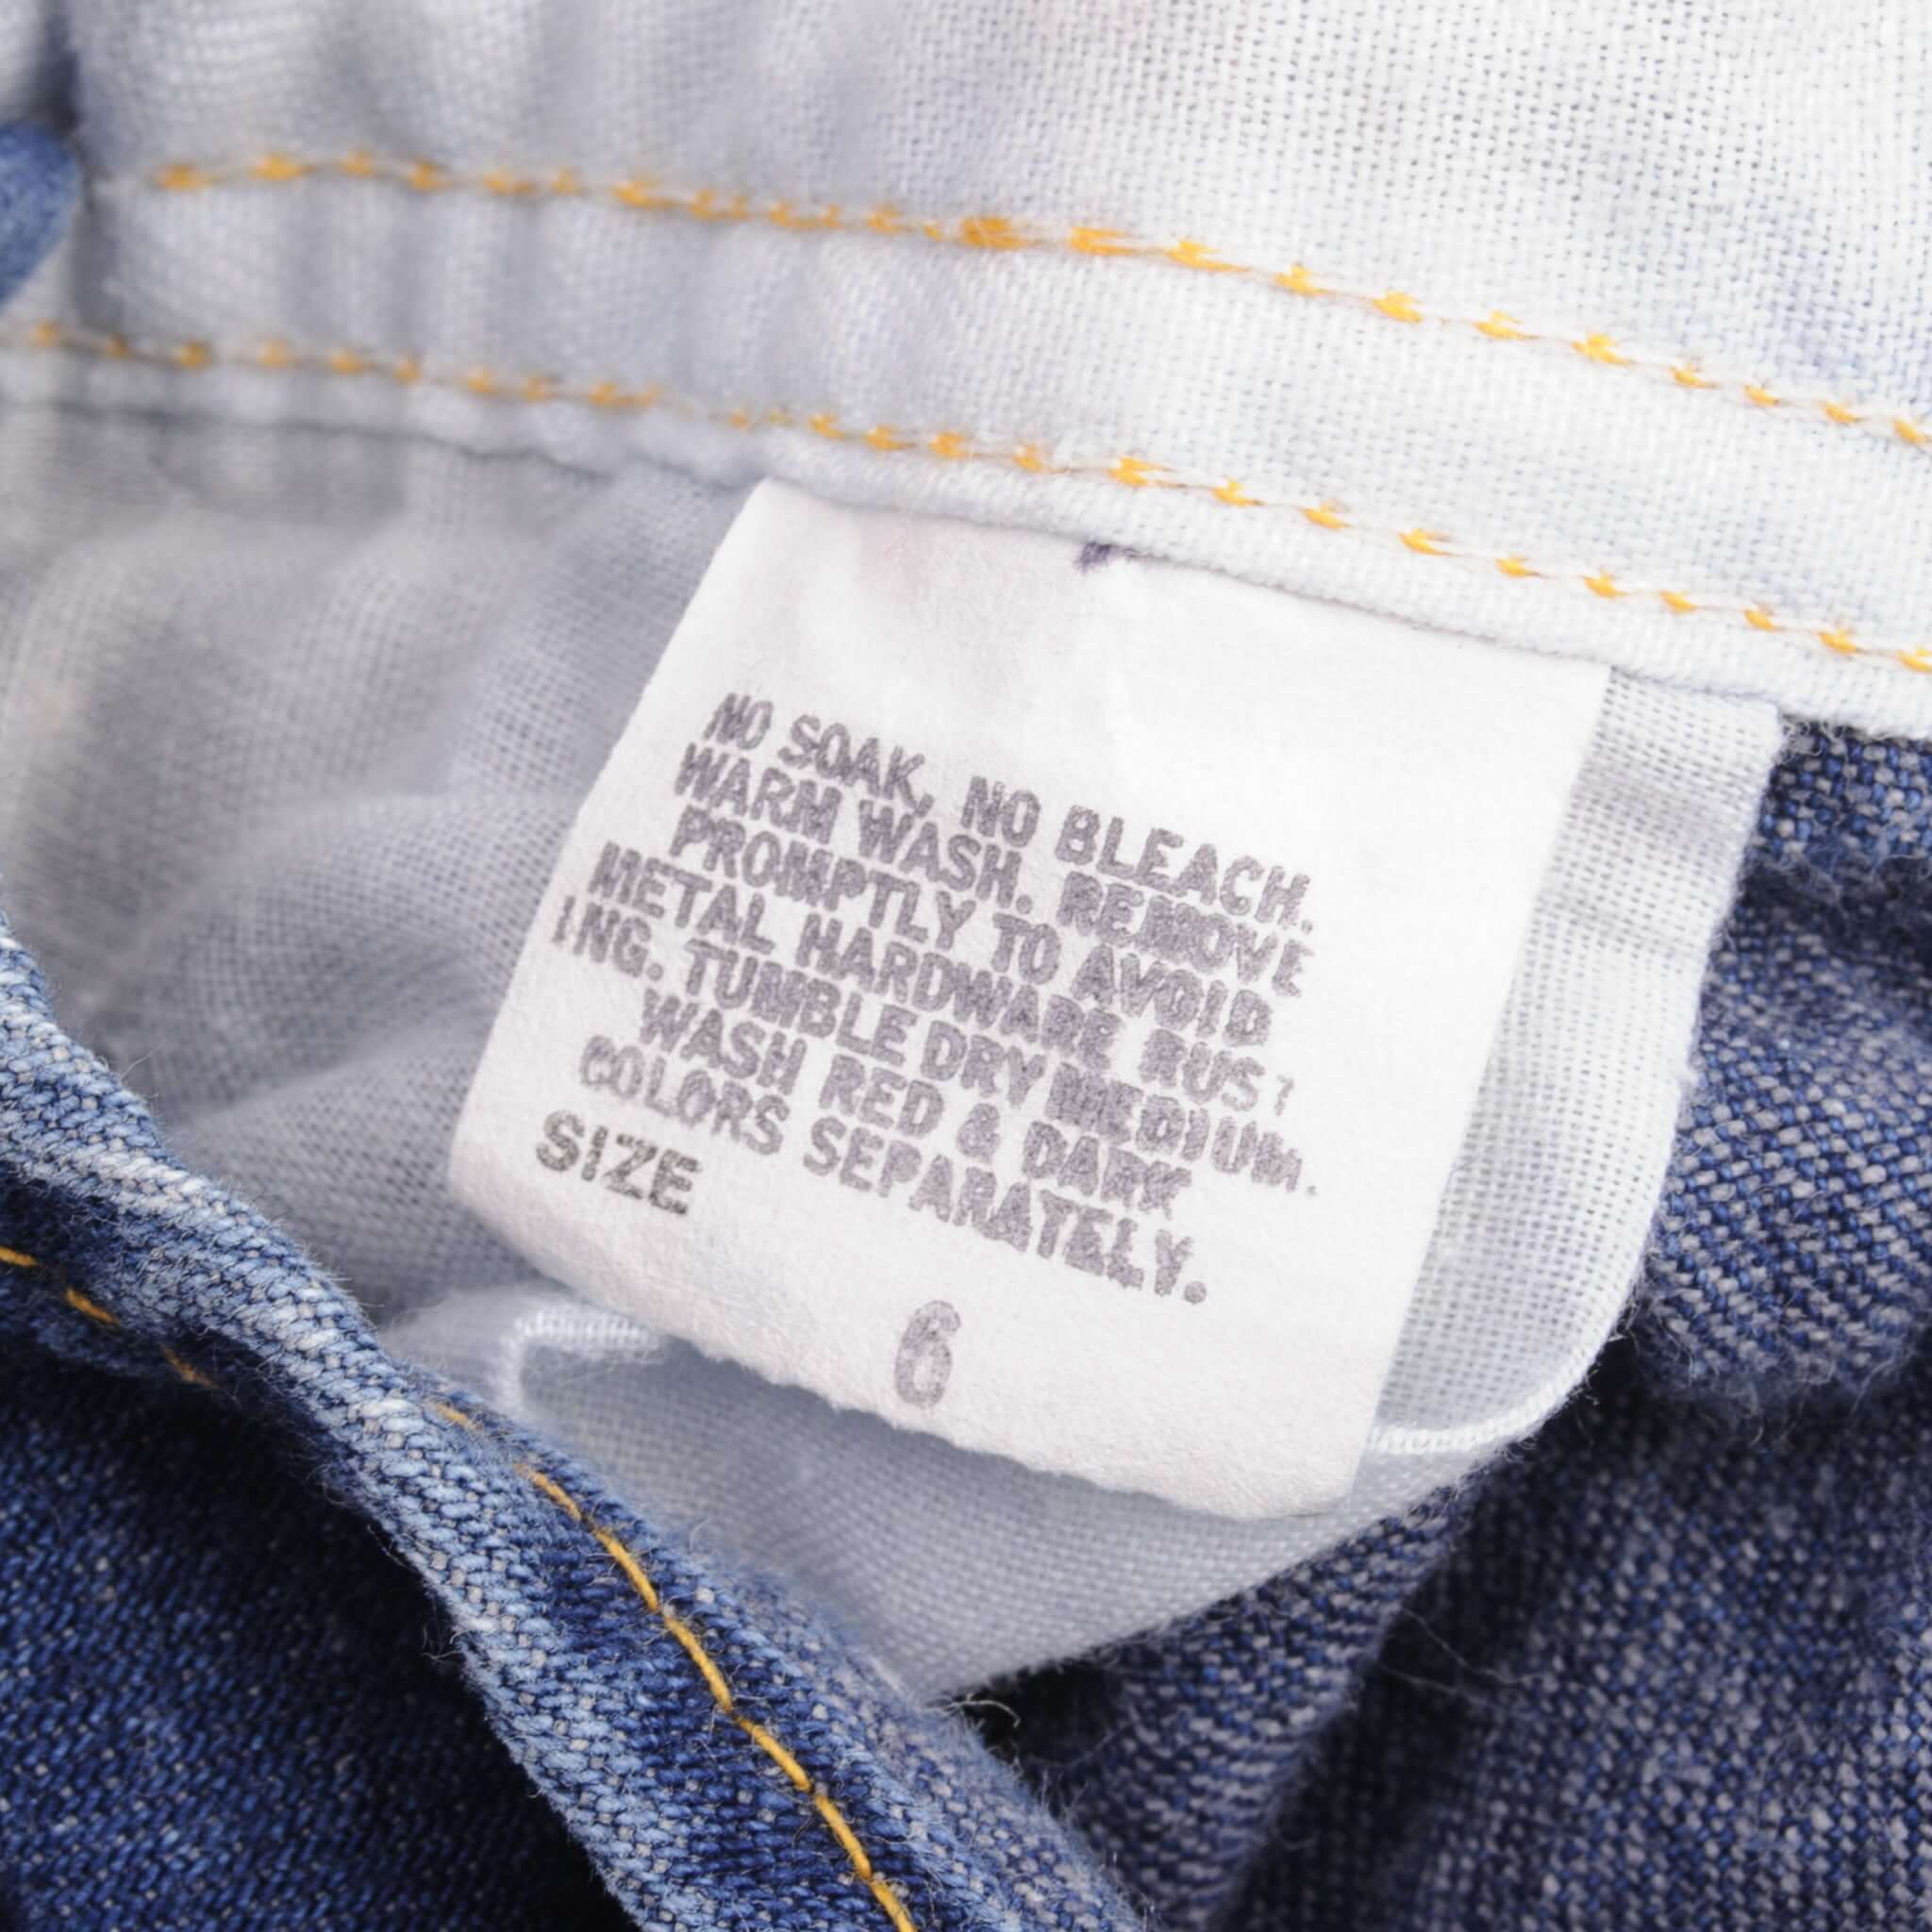 NO SOAK, NO BLEACH.
WARM WASH. REMOVE
PROMPTLY TO AVOID
METAL HARDWARE RUST
ING. TUMBLE DRY MEDIUM.
WASH RED & DARK
COLORS SEPARATELY.
SIZE
6